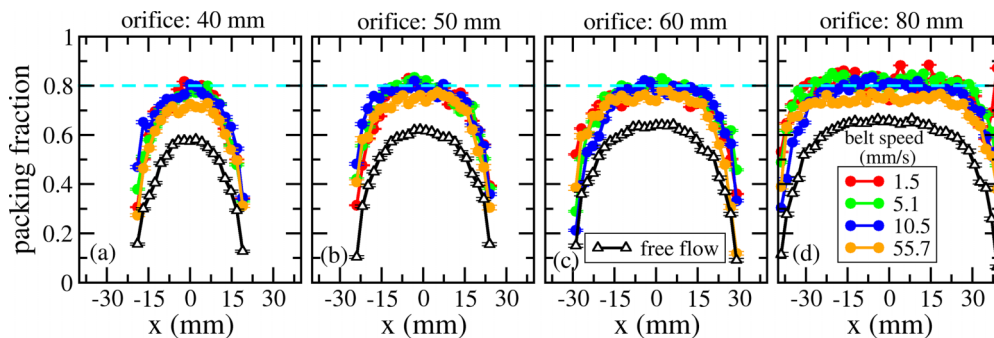 orifice: 40 mm
orifice: 50 mm
orifice: 60 mm
orifice: 80 mm
packing fraction
1
0.8
0.6
0.4
0.2
0
(a)
(b)
(c)
(d)
free flow
belt speed
(mm/s)
1.5
5.1
10.5
55.7
-30 -15 0 15 30
-30 -15 0 15 30
-30 -15 0 15 30
-30 -15 0 15 30
x (mm)
x (mm)
x (mm)
x (mm)